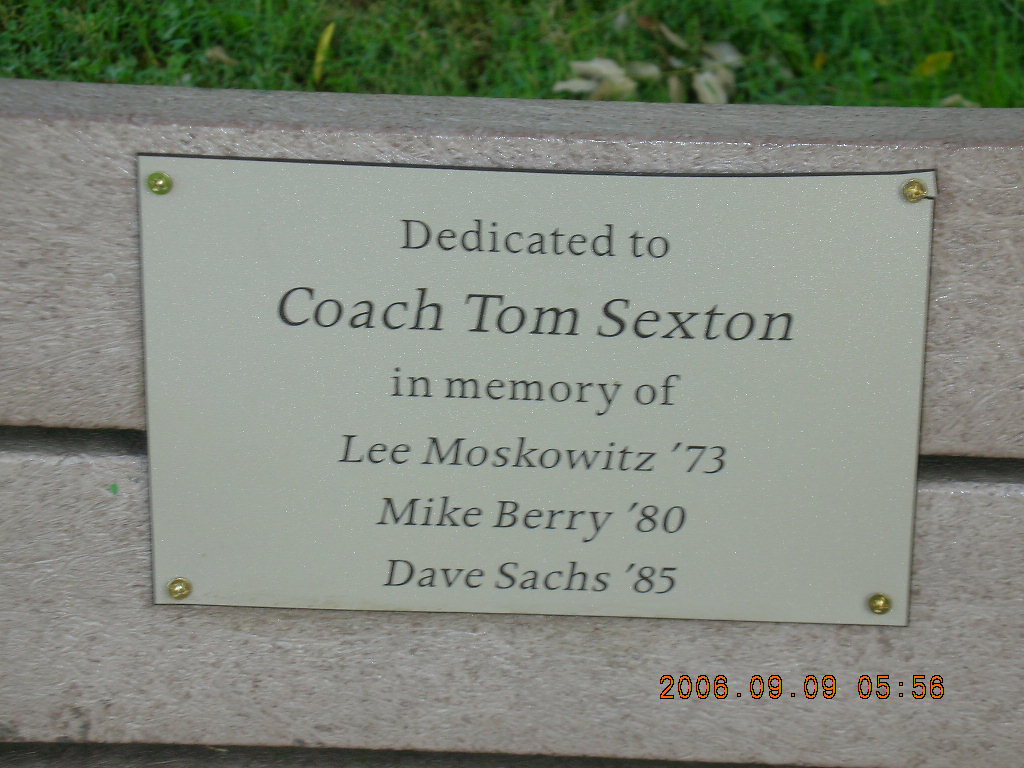 Dedicated to
Coach Tom Sexton
in memory of
Lee Moskowitz ’73
Mike Berry ’80
Dave Sachs ’85
2006.09.09 05:56